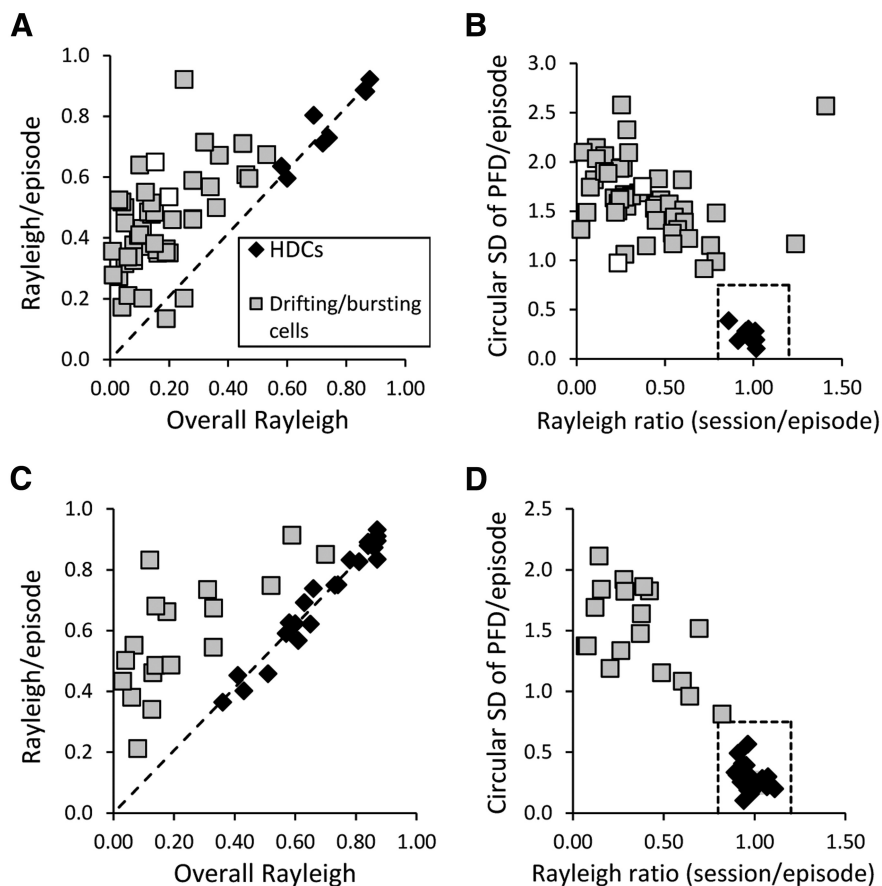 A
Rayleigh/episode
1.0
0.8
0.6
0.4
0.2
0.0
0.00 0.20 0.40 0.60 0.80 1.00
Overall Rayleigh
HDCs
Drifting/bursting
cells
B
Circular SD of PFD/episode
3.0
2.5
2.0
1.5
1.0
0.5
0.0
0.00 0.50 1.00 1.50
Rayleigh ratio (session/episode)
C
Rayleigh/episode
1.0
0.8
0.6
0.4
0.2
0.0
0.00 0.20 0.40 0.60 0.80 1.00
Overall Rayleigh
D
Circular SD of PFD/episode
2.5
2.0
1.5
1.0
0.5
0.0
0.00 0.50 1.00 1.50
Rayleigh ratio (session/episode)